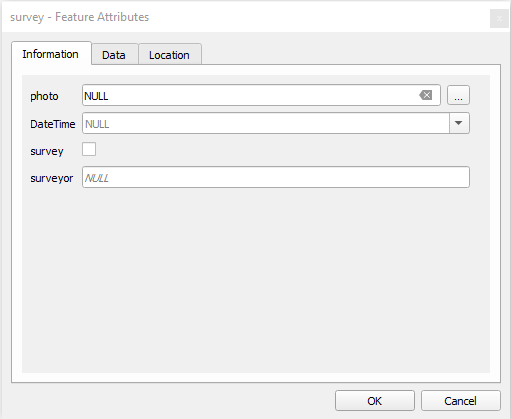 survey - Feature Attributes
Information Data Location
photo NULL ...
DateTime NULL
survey
surveyor NULL
OK Cancel